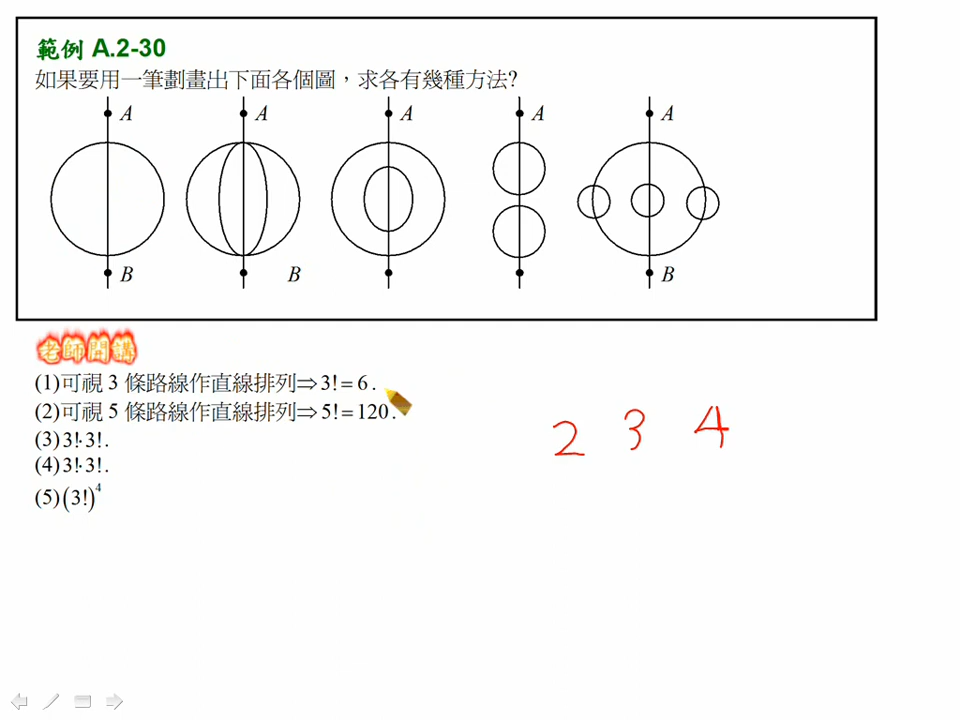 範例 A.2-30
如果要用一筆劃畫出下面各個圖，求各有幾種方法?
A A A A A
B B B
老師開講
(1)可視 3 條路線作直線排列⇒3!=6.
(2)可視 5 條路線作直線排列⇒5!=120.
(3)3!·3!.
(4)3!·3!.
(5)(3!)^4
2 3 4